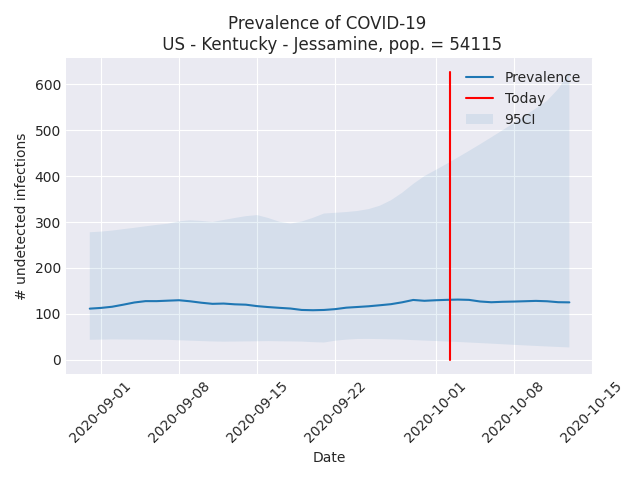 Prevalence of COVID-19
US - Kentucky - Jessamine, pop. = 54115
600
500
400
300
200
100
0
# undetected infections
Prevalence
Today
95CI
2020-09-01
2020-09-08
2020-09-15
2020-09-22
2020-10-01
2020-10-08
2020-10-15
Date